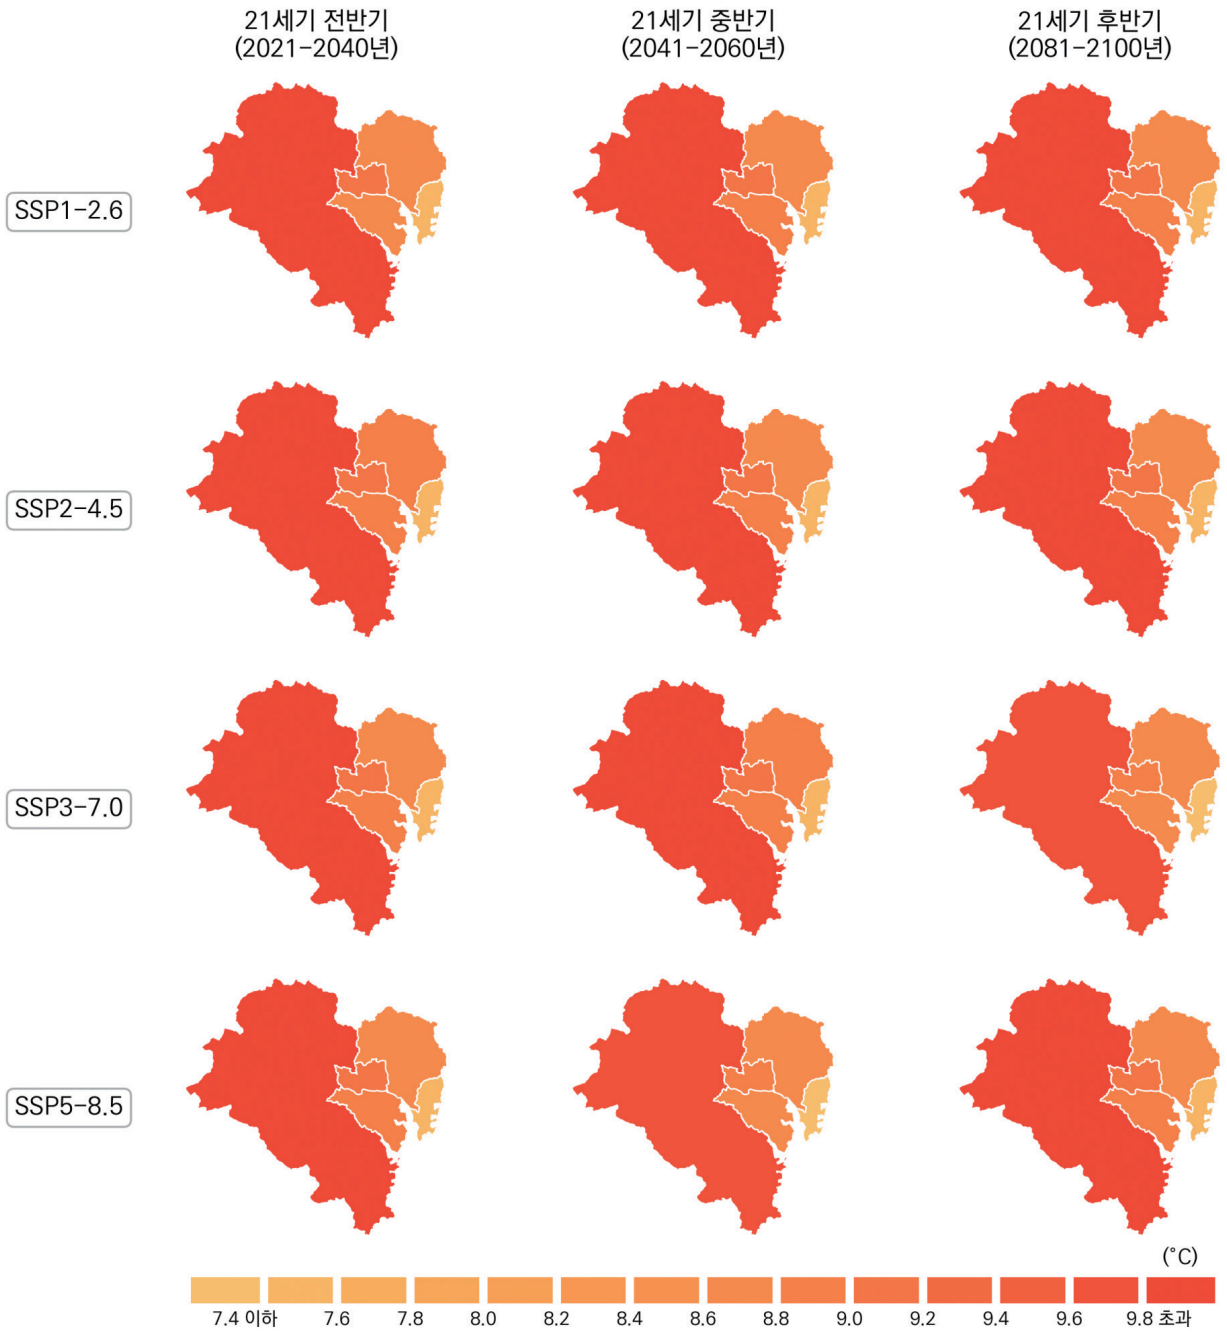 21세기 전반기
(2021-2040년)
21세기 중반기
(2041-2060년)
21세기 후반기
(2081-2100년)
SSP1-2.6
SSP2-4.5
SSP3-7.0
SSP5-8.5
(°C)
7.4 이하 7.6 7.8 8.0 8.2 8.4 8.6 8.8 9.0 9.2 9.4 9.6 9.8 초과